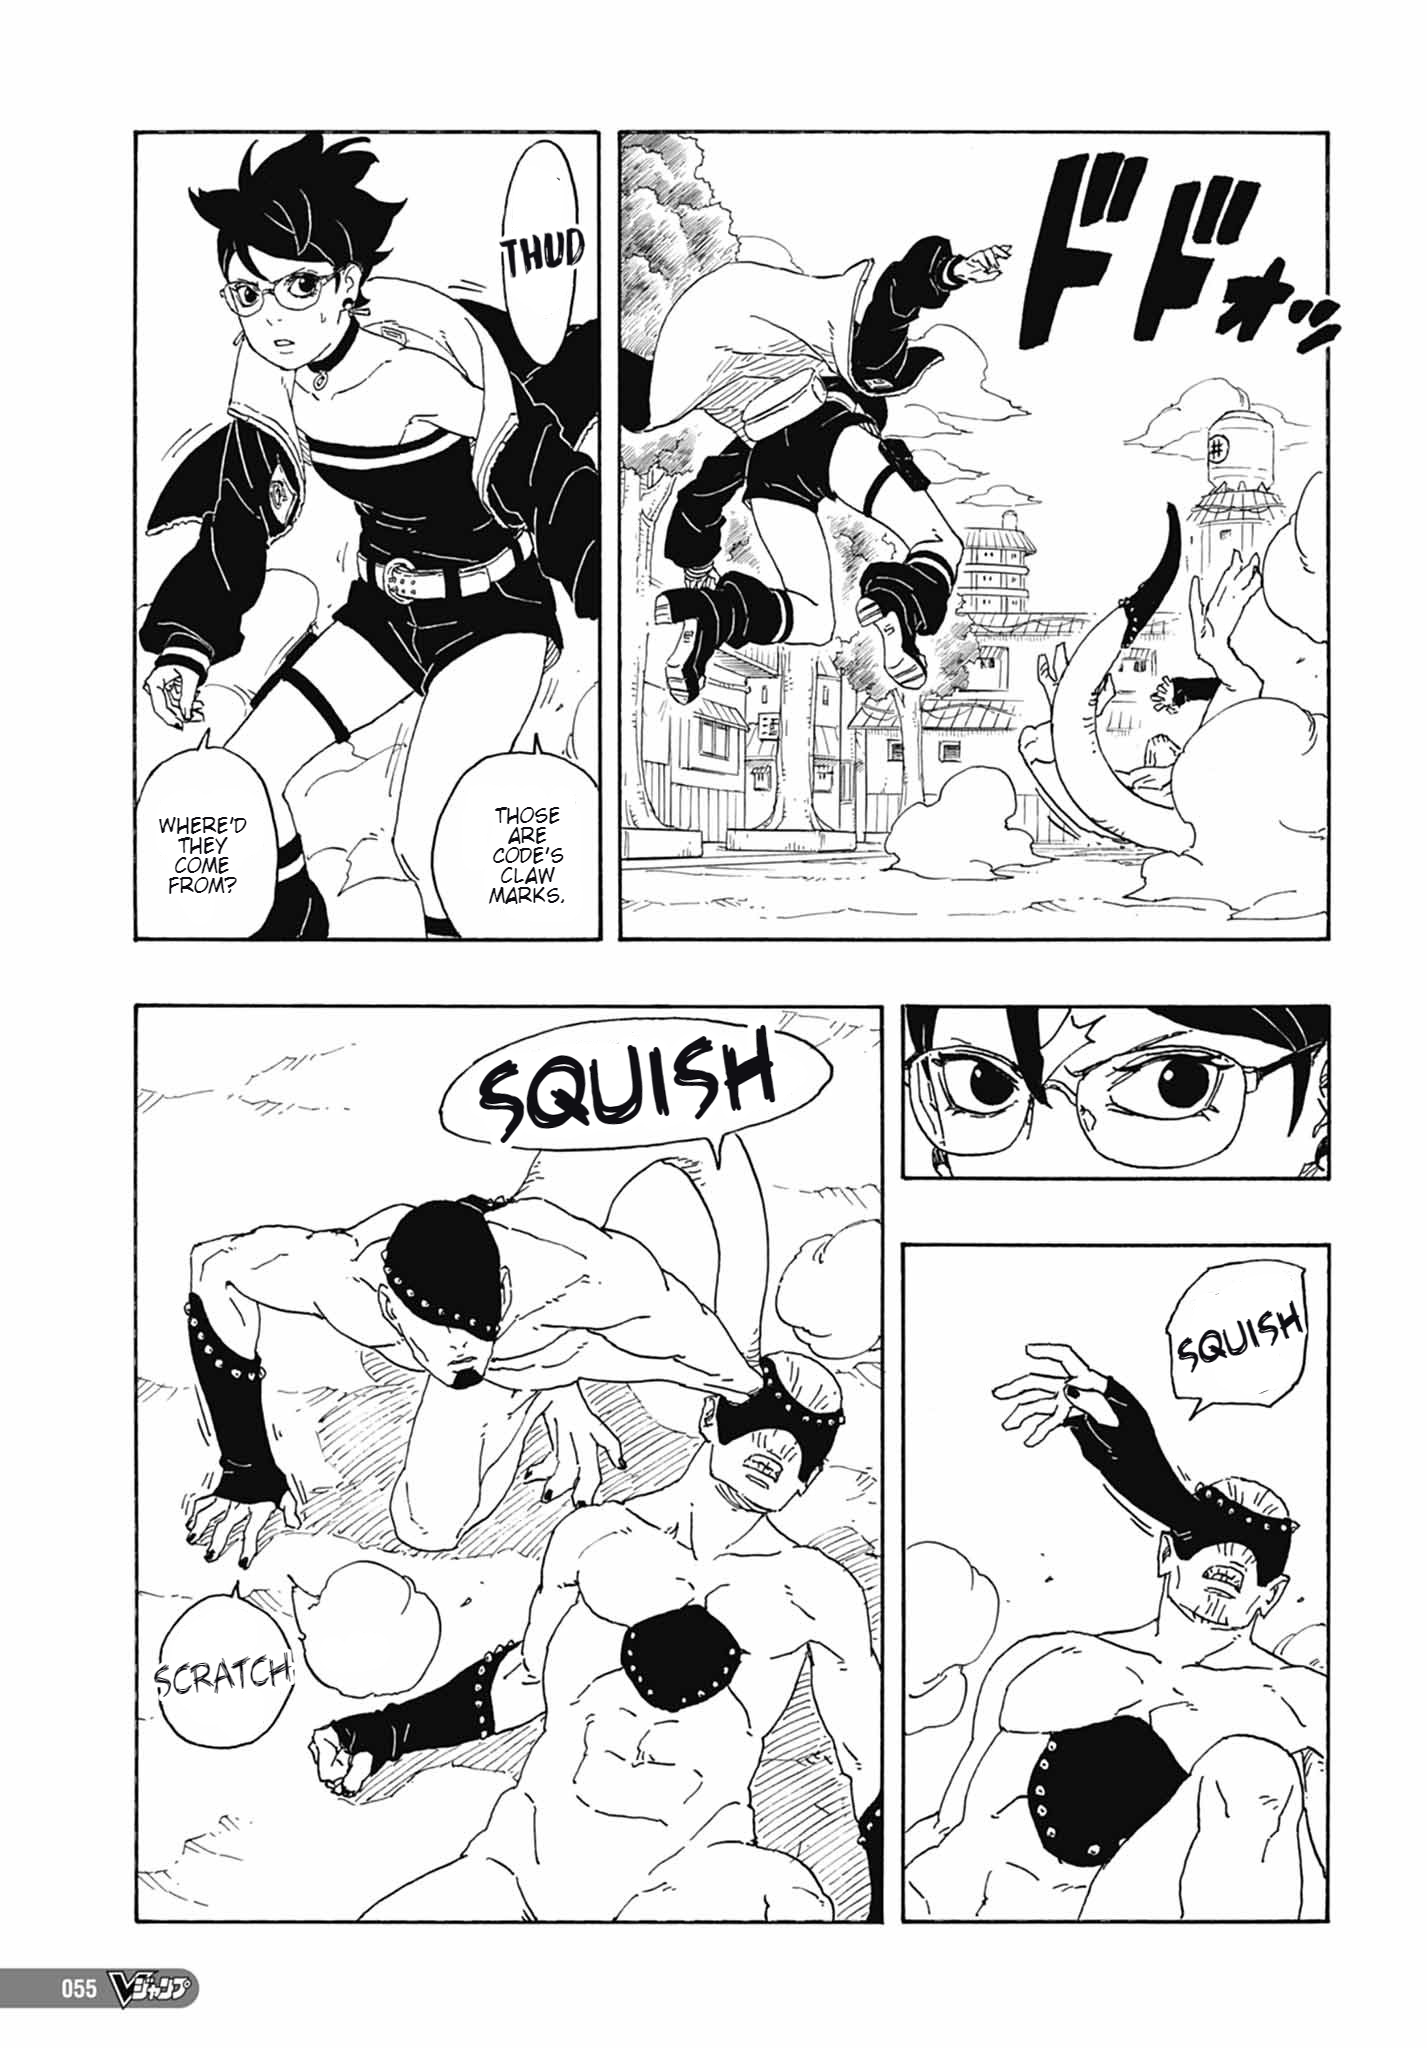 ドドォッ
#
THUD
THOSE
ARE
CODE'S
CLAW
MARKS.
WHERE'D
THEY
COME
FROM?
SQUISH
SQUISH
SCRATCH
055 Vジャンプ